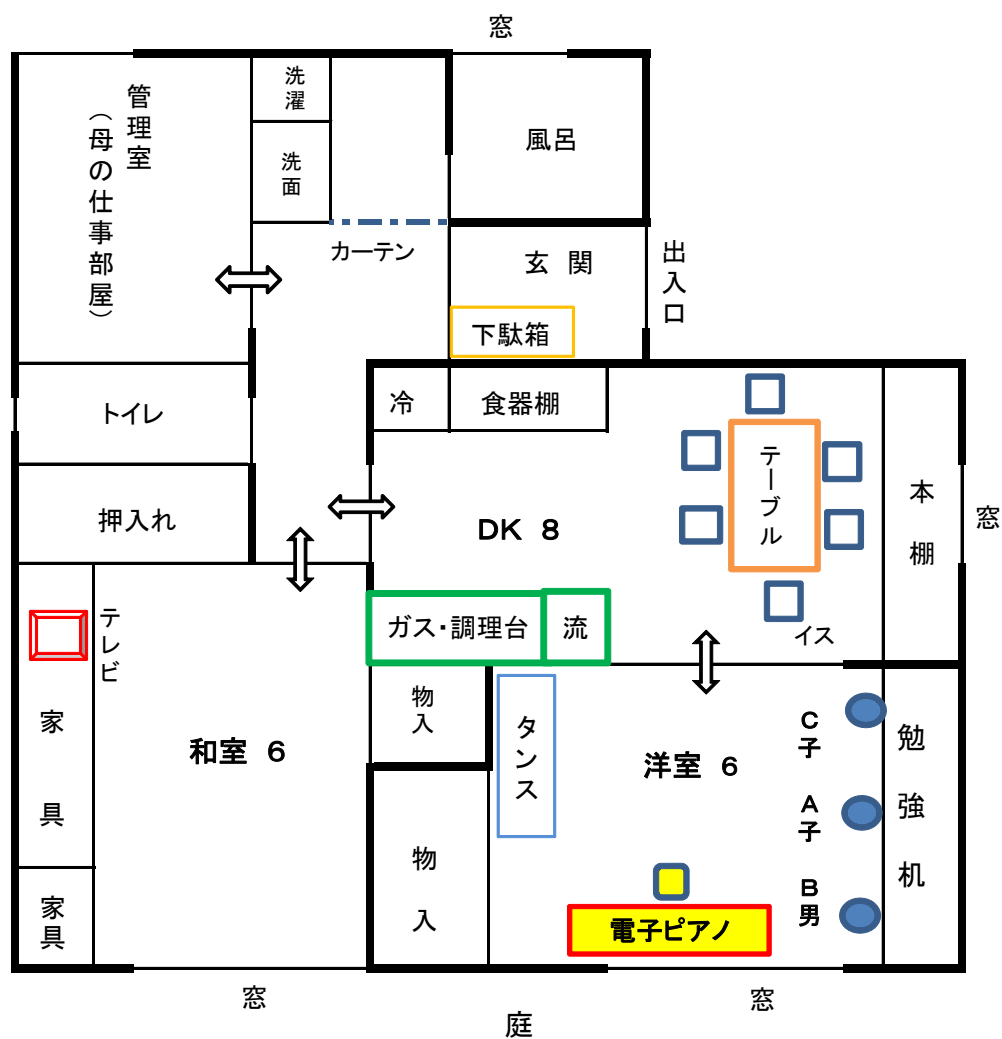 窓
管理室
（母の仕事部屋）
洗濯
洗面
風呂
カーテン
玄 関
出入口
下駄箱
トイレ
冷
食器棚
テーブル
本棚
窓
押入れ
DK 8
ガス・調理台
流
イス
テレビ
家具
和室 6
物入
タンス
洋室 6
C子
A子
B男
勉強机
物入
家具
電子ピアノ
窓
窓
庭